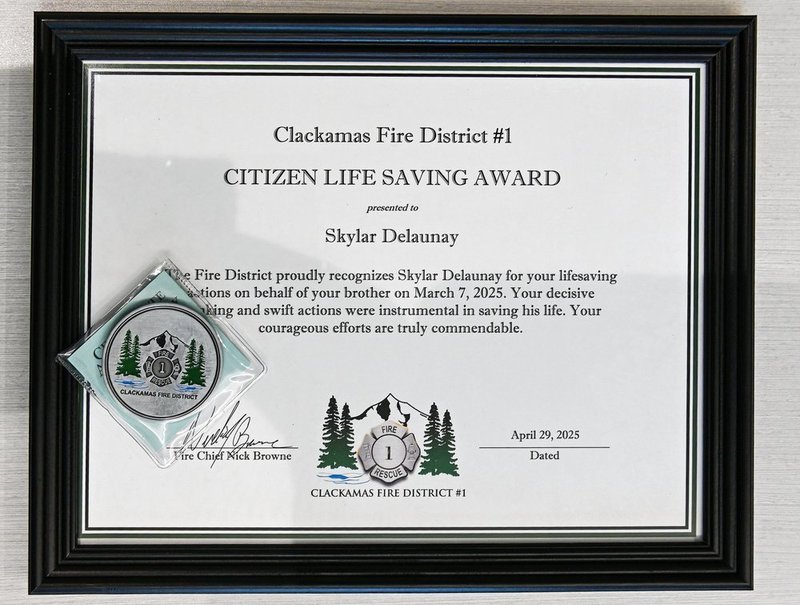 Clackamas Fire District #1
CITIZEN LIFE SAVING AWARD
presented to
Skylar Delaunay
The Fire District proudly recognizes Skylar Delaunay for your lifesaving
actions on behalf of your brother on March 7, 2025. Your decisive
and swift actions were instrumental in saving his life. Your
courageous efforts are truly commendable.
FIRE
1
RESCUE
CLACKAMAS FIRE DISTRICT
Fire Chief Nick Browne
FIRE
1
RESCUE
CLACKAMAS FIRE DISTRICT #1
April 29, 2025
Dated